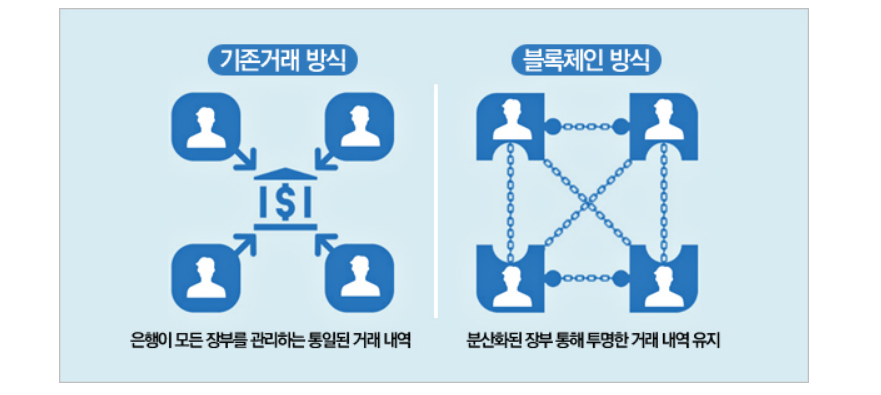 기존거래 방식
블록체인 방식
$
은행이 모든 장부를 관리하는 통일된 거래 내역
분산화된 장부 통해 투명한 거래 내역 유지